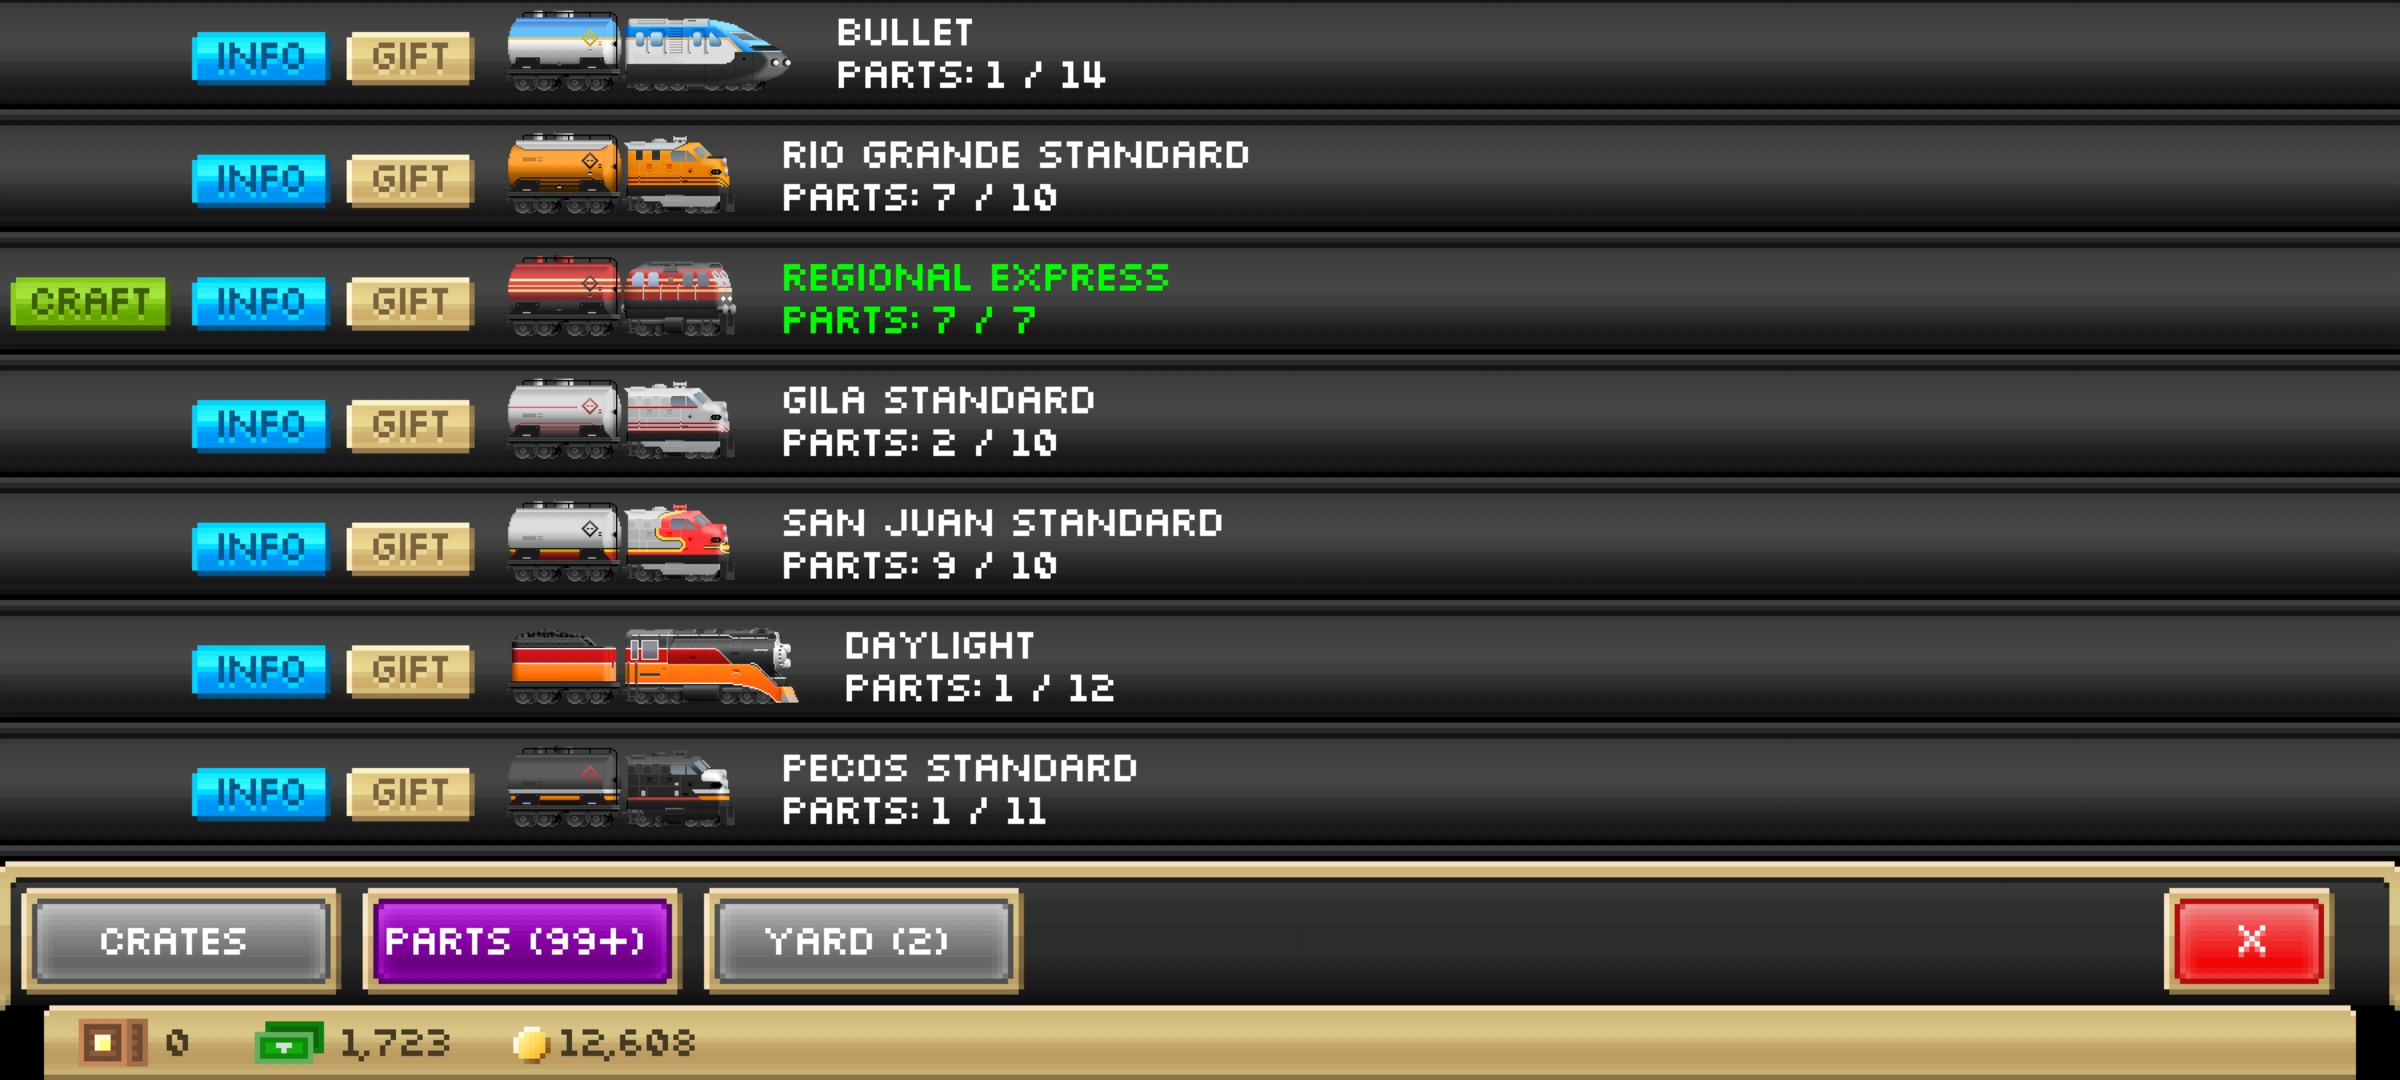 INFO GIFT BULLET
PARTS: 1 / 14
INFO GIFT RIO GRANDE STANDARD
PARTS: 7 / 10
CRAFT INFO GIFT REGIONAL EXPRESS
PARTS: 7 / 7
INFO GIFT GILA STANDARD
PARTS: 2 / 10
INFO GIFT SAN JUAN STANDARD
PARTS: 9 / 10
INFO GIFT DAYLIGHT
PARTS: 1 / 12
INFO GIFT PECOS STANDARD
PARTS: 1 / 11
CRATES PARTS (99+) YARD (2) X
0 1,723 12,608